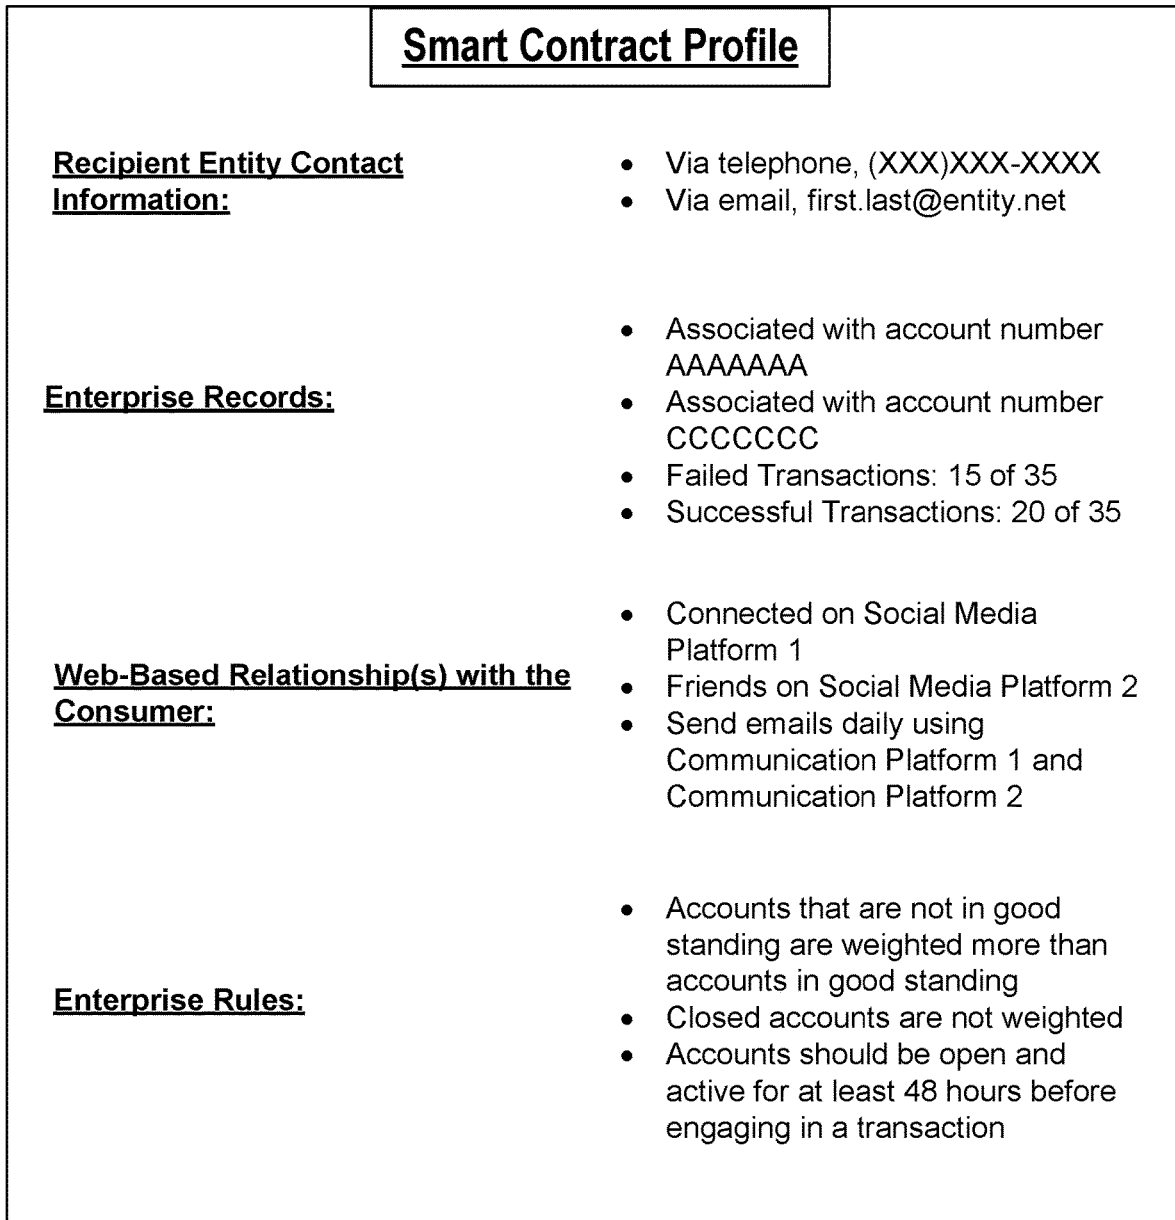 Smart Contract Profile
Recipient Entity Contact
Information:
• Via telephone, (XXX)XXX-XXXX
• Via email, first.last@entity.net
Enterprise Records:
• Associated with account number
AAAAAAA
• Associated with account number
CCCCCCC
• Failed Transactions: 15 of 35
• Successful Transactions: 20 of 35
Web-Based Relationship(s) with the
Consumer:
• Connected on Social Media
Platform 1
• Friends on Social Media Platform 2
• Send emails daily using
Communication Platform 1 and
Communication Platform 2
Enterprise Rules:
• Accounts that are not in good
standing are weighted more than
accounts in good standing
• Closed accounts are not weighted
• Accounts should be open and
active for at least 48 hours before
engaging in a transaction